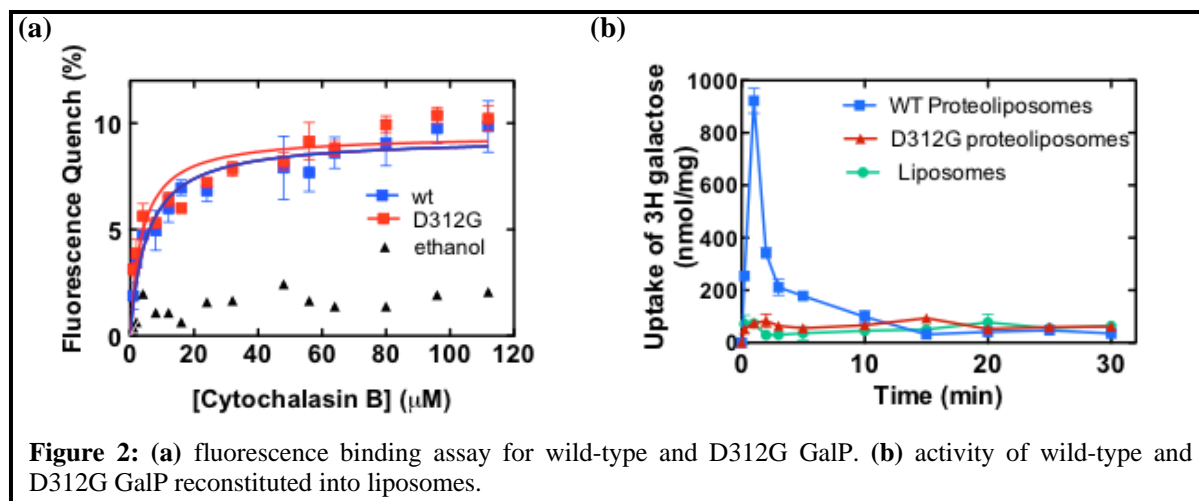 (a)
Fluorescence Quench (%)
10
5
0
wt
D312G
ethanol
0 20 40 60 80 100 120
[Cytochalasin B] (μM)
(b)
Uptake of 3H galactose
(nmol/mg)
1000
800
600
400
200
0
WT Proteoliposomes
D312G proteoliposomes
Liposomes
0 10 20 30
Time (min)
Figure 2: (a) fluorescence binding assay for wild-type and D312G GalP. (b) activity of wild-type and
D312G GalP reconstituted into liposomes.